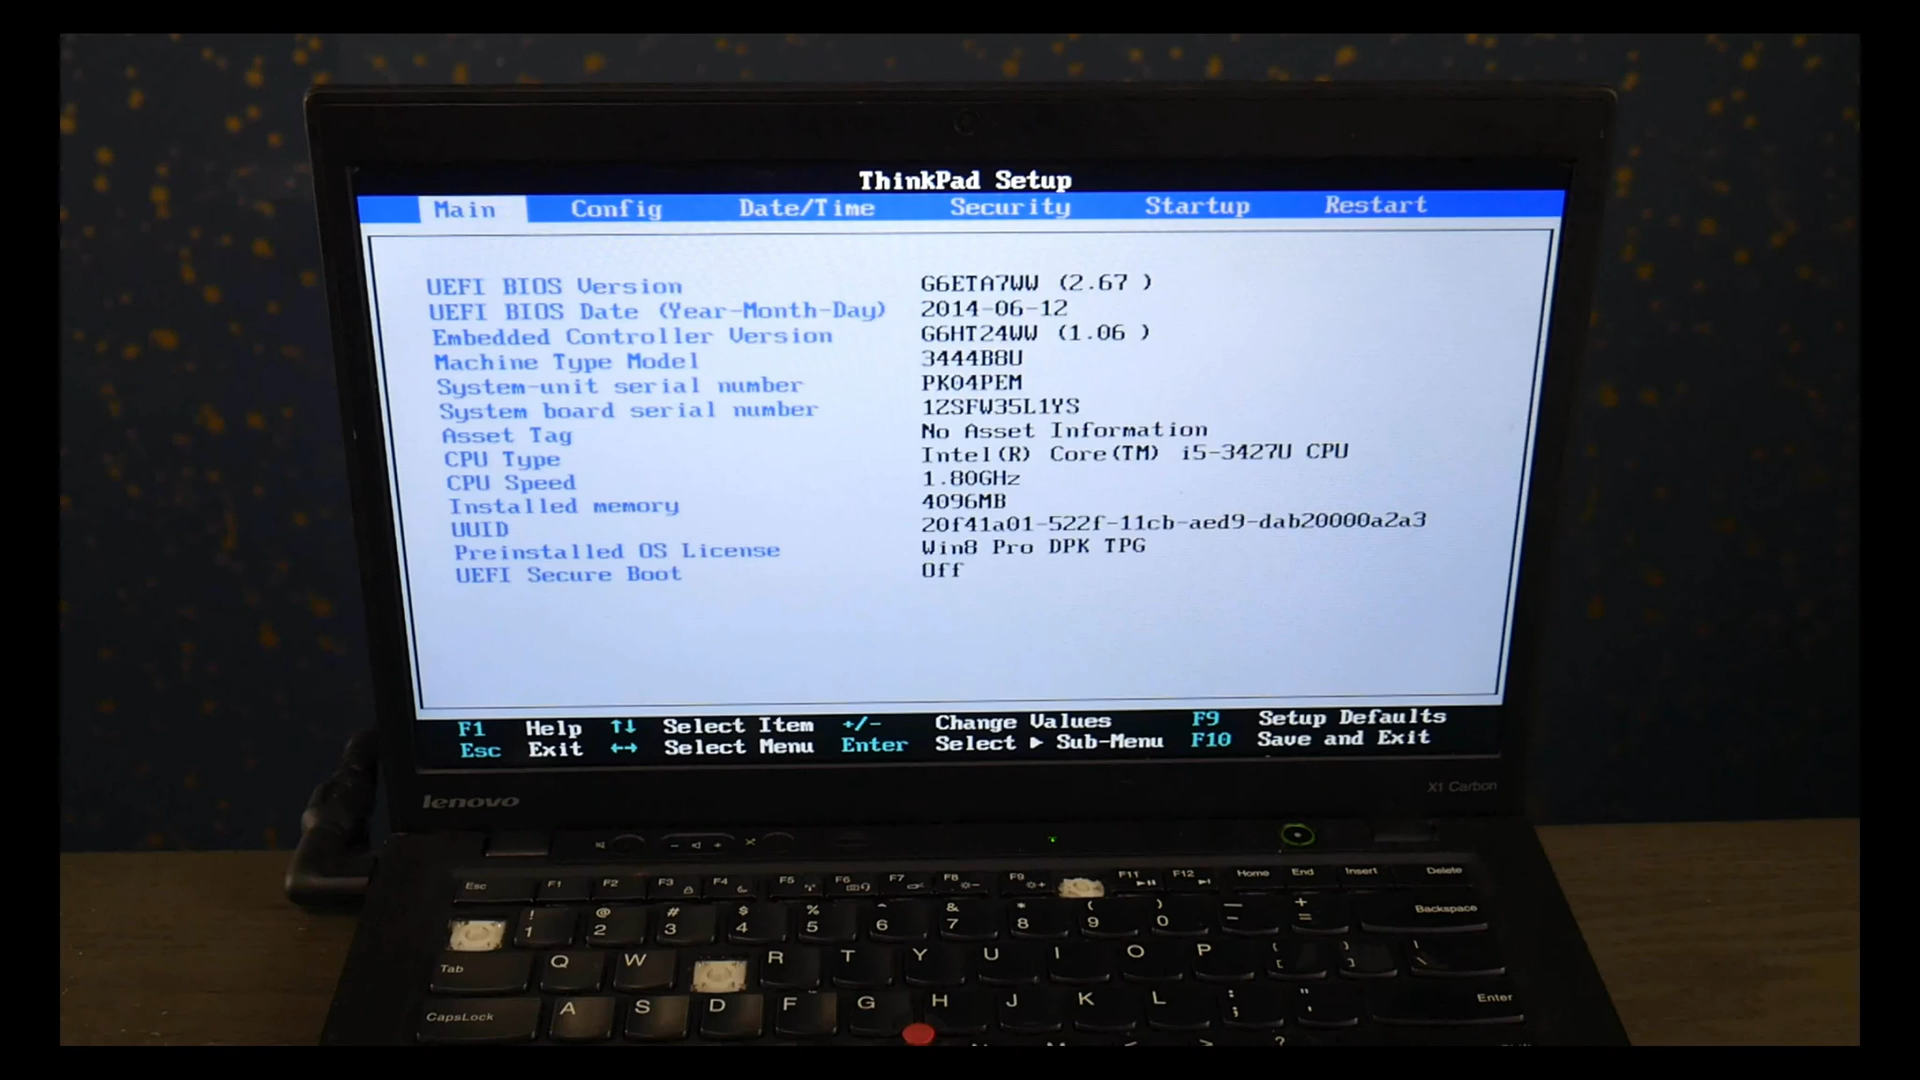 ThinkPad Setup
Main Config Date/Time Security Startup Restart
UEFI BIOS Version G6ETA7WW (2.67 )
UEFI BIOS Date (Year-Month-Day) 2014-06-12
Embedded Controller Version G6HT24WW (1.06 )
Machine Type Model 3444B8U
System-unit serial number PK04PEM
System board serial number 1ZSFW35L1YS
Asset Tag No Asset Information
CPU Type Intel(R) Core(TM) i5-3427U CPU
CPU Speed 1.80GHz
Installed memory 4096MB
UUID 20f41a01-522f-11cb-aed9-dab20000a2a3
Preinstalled OS License Win8 Pro DPK TPG
UEFI Secure Boot Off
F1 Help ↑↓ Select Item +/- Change Values F9 Setup Defaults
Esc Exit ←→ Select Menu Enter Select ▶ Sub-Menu F10 Save and Exit
lenovo X1 Carbon
Esc F1 F2 F3 F4 F5 F6 F7 F8 F9 F11 F12 Home End Insert Delete
! @ # $ % ^ & * ( ) — +
1 2 3 4 5 6 7 8 9 0 - = Backspace
Tab Q W R T Y U I O P { [ } ] | \
CapsLock A S D F G H J K L : ; " ' Enter
< > ?